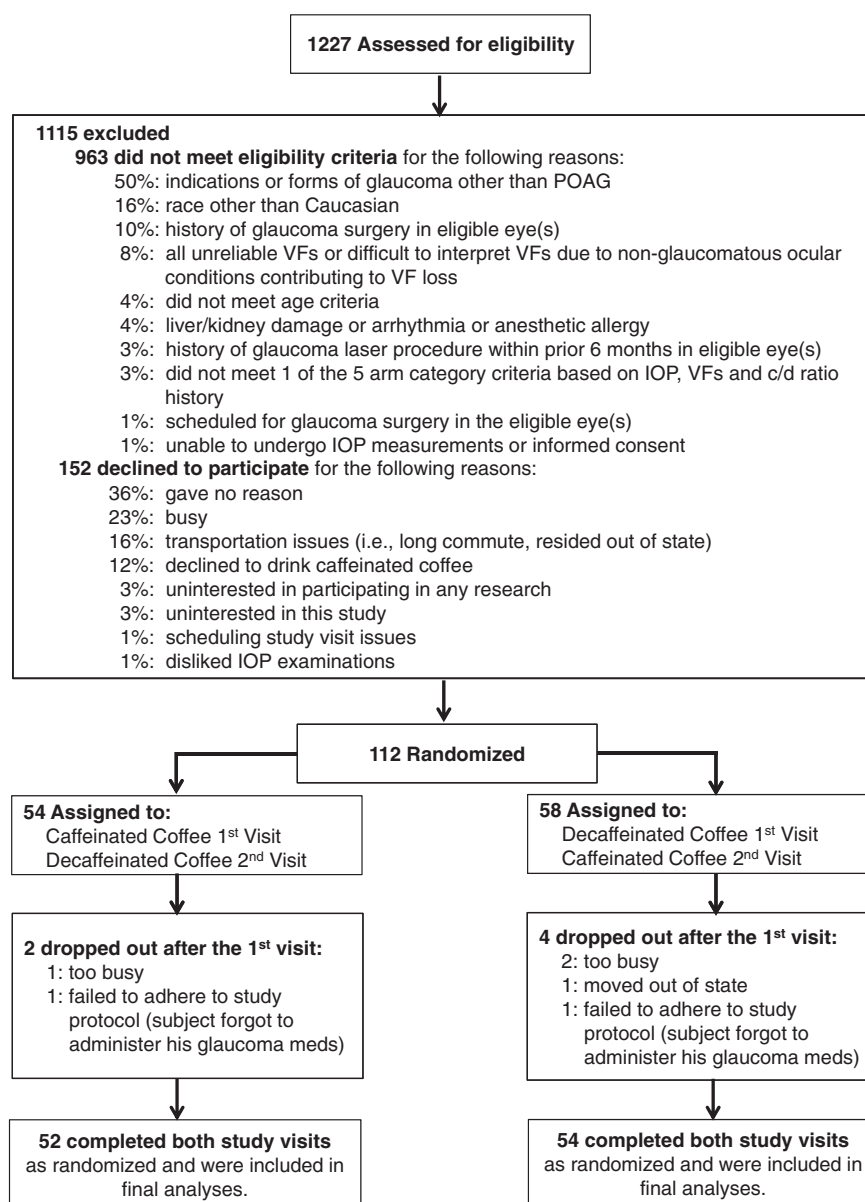 1227 Assessed for eligibility
1115 excluded
963 did not meet eligibility criteria for the following reasons:
50%: indications or forms of glaucoma other than POAG
16%: race other than Caucasian
10%: history of glaucoma surgery in eligible eye(s)
8%: all unreliable VFs or difficult to interpret VFs due to non-glaucomatous ocular
conditions contributing to VF loss
4%: did not meet age criteria
4%: liver/kidney damage or arrhythmia or anesthetic allergy
3%: history of glaucoma laser procedure within prior 6 months in eligible eye(s)
3%: did not meet 1 of the 5 arm category criteria based on IOP, VFs and c/d ratio
history
1%: scheduled for glaucoma surgery in the eligible eye(s)
1%: unable to undergo IOP measurements or informed consent
152 declined to participate for the following reasons:
36%: gave no reason
23%: busy
16%: transportation issues (i.e., long commute, resided out of state)
12%: declined to drink caffeinated coffee
3%: uninterested in participating in any research
3%: uninterested in this study
1%: scheduling study visit issues
1%: disliked IOP examinations
112 Randomized
54 Assigned to:
Caffeinated Coffee 1st Visit
Decaffeinated Coffee 2nd Visit
58 Assigned to:
Decaffeinated Coffee 1st Visit
Caffeinated Coffee 2nd Visit
2 dropped out after the 1st visit:
1: too busy
1: failed to adhere to study
protocol (subject forgot to
administer his glaucoma meds)
4 dropped out after the 1st visit:
2: too busy
1: moved out of state
1: failed to adhere to study
protocol (subject forgot to
administer his glaucoma meds)
52 completed both study visits
as randomized and were included in
final analyses.
54 completed both study visits
as randomized and were included in
final analyses.